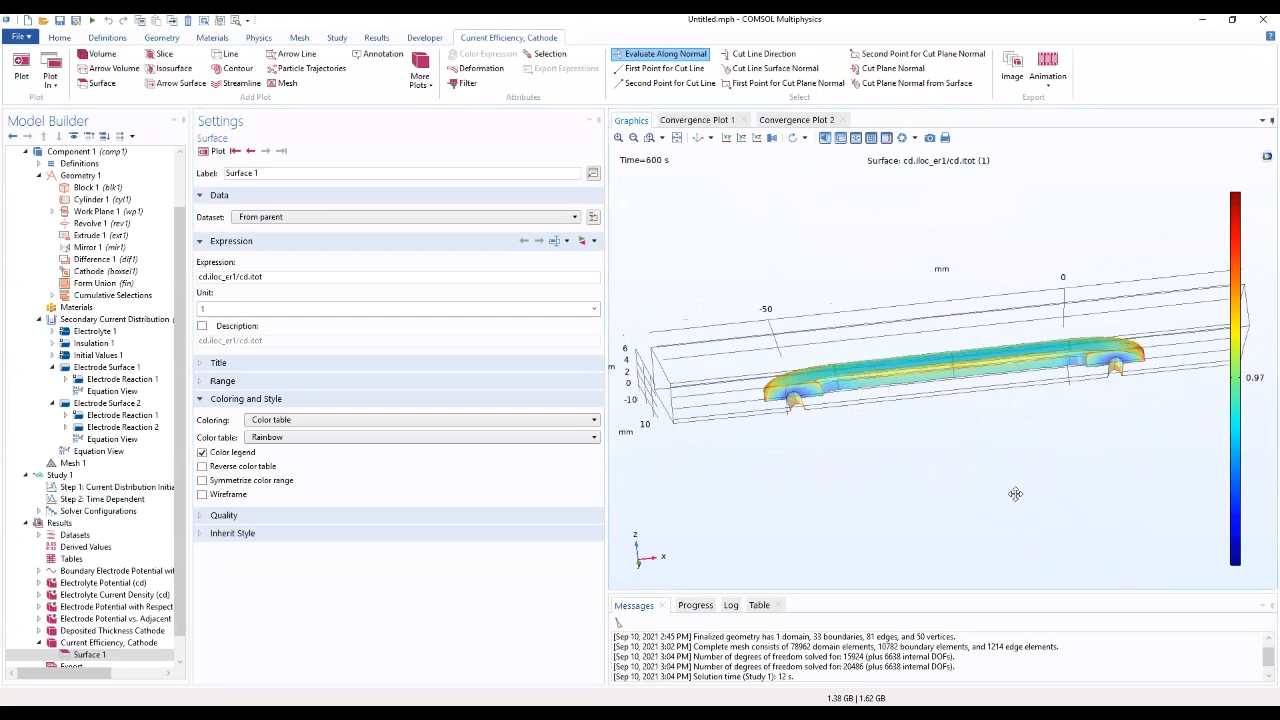 Untitled.mph - COMSOL Multiphysics
File
Home
Definitions
Geometry
Materials
Physics
Mesh
Study
Results
Developer
Current Efficiency, Cathode
Plot
Plot In
Plot
Volume
Arrow Volume
Surface
Slice
Isosurface
Arrow Surface
Line
Contour
Streamline
Arrow Line
Particle Trajectories
Mesh
Annotation
More Plots
Add Plot
Color Expression
Deformation
Filter
Selection
Export Expressions
Attributes
Evaluate Along Normal
First Point for Cut Line
Second Point for Cut Line
Cut Line Direction
Cut Line Surface Normal
First Point for Cut Plane Normal
Second Point for Cut Plane Normal
Cut Plane Normal
Cut Plane Normal from Surface
Select
Image
Animation
Export
Model Builder
Component 1 (comp1)
Definitions
Geometry 1
Block 1 (blk1)
Cylinder 1 (cyl1)
Work Plane 1 (wp1)
Revolve 1 (rev1)
Extrude 1 (ext1)
Mirror 1 (mir1)
Difference 1 (dif1)
Cathode (boxsel1)
Form Union (fin)
Cumulative Selections
Materials
Secondary Current Distribution
Electrolyte 1
Insulation 1
Initial Values 1
Electrode Surface 1
Electrode Reaction 1
Equation View
Electrode Surface 2
Electrode Reaction 1
Electrode Reaction 2
Equation View
Equation View
Mesh 1
Study 1
Step 1: Current Distribution Initia
Step 2: Time Dependent
Solver Configurations
Results
Datasets
Derived Values
Tables
Boundary Electrode Potential with
Electrolyte Potential (cd)
Electrolyte Current Density (cd)
Electrode Potential with Respect
Electrode Potential vs. Adjacent
Deposited Thickness Cathode
Current Efficiency, Cathode
Surface 1
Export
Settings
Surface
Plot
Label: Surface 1
Data
Dataset: From parent
Expression
Expression:
cd.iloc_er1/cd.itot
Unit:
1
Description:
cd.iloc_er1/cd.itot
Title
Range
Coloring and Style
Coloring: Color table
Color table: Rainbow
Color legend
Reverse color table
Symmetrize color range
Wireframe
Quality
Inherit Style
Graphics
Convergence Plot 1
Convergence Plot 2
Time=600 s
Surface: cd.iloc_er1/cd.itot (1)
mm
0
-50
6
4
2
0
m
-10
10
mm
0.97
z
x
y
Messages
Progress
Log
Table
[Sep 10, 2021 2:45 PM] Finalized geometry has 1 domain, 33 boundaries, 81 edges, and 50 vertices.
[Sep 10, 2021 3:02 PM] Complete mesh consists of 78962 domain elements, 10782 boundary elements, and 1214 edge elements.
[Sep 10, 2021 3:04 PM] Number of degrees of freedom solved for: 15924 (plus 6638 internal DOFs).
[Sep 10, 2021 3:04 PM] Number of degrees of freedom solved for: 20486 (plus 6638 internal DOFs).
[Sep 10, 2021 3:04 PM] Solution time (Study 1): 12 s.
1.38 GB | 1.62 GB